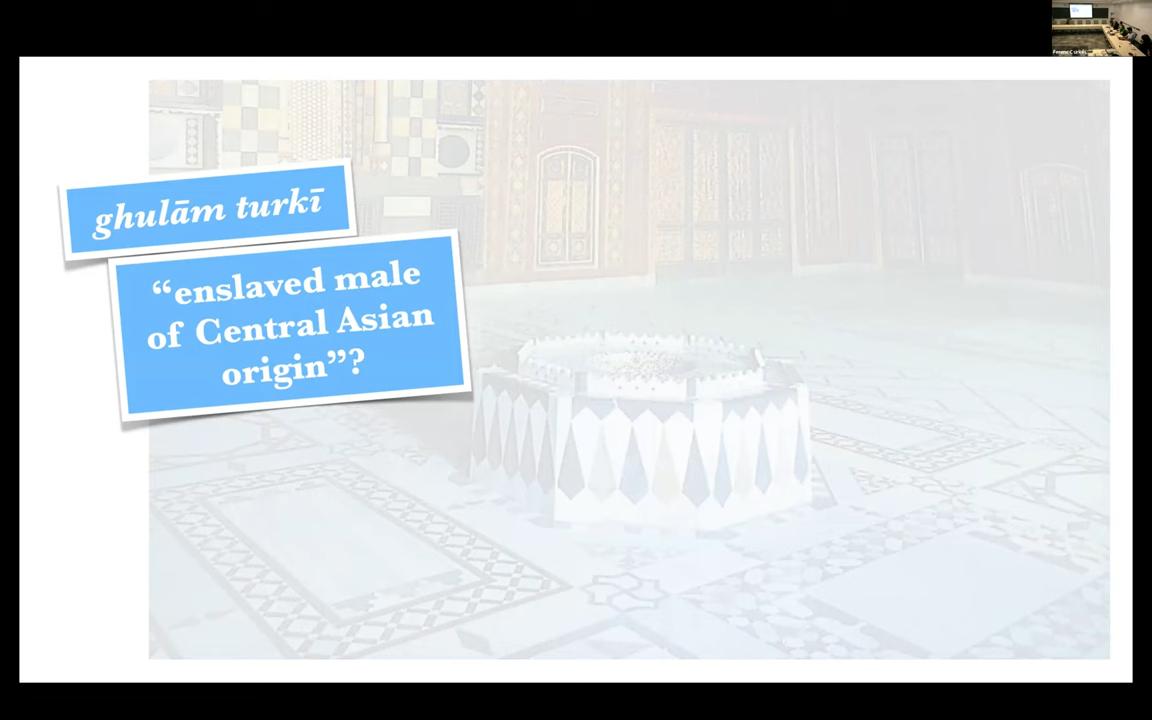 ghulām turkī
“enslaved male
of Central Asian
origin”?